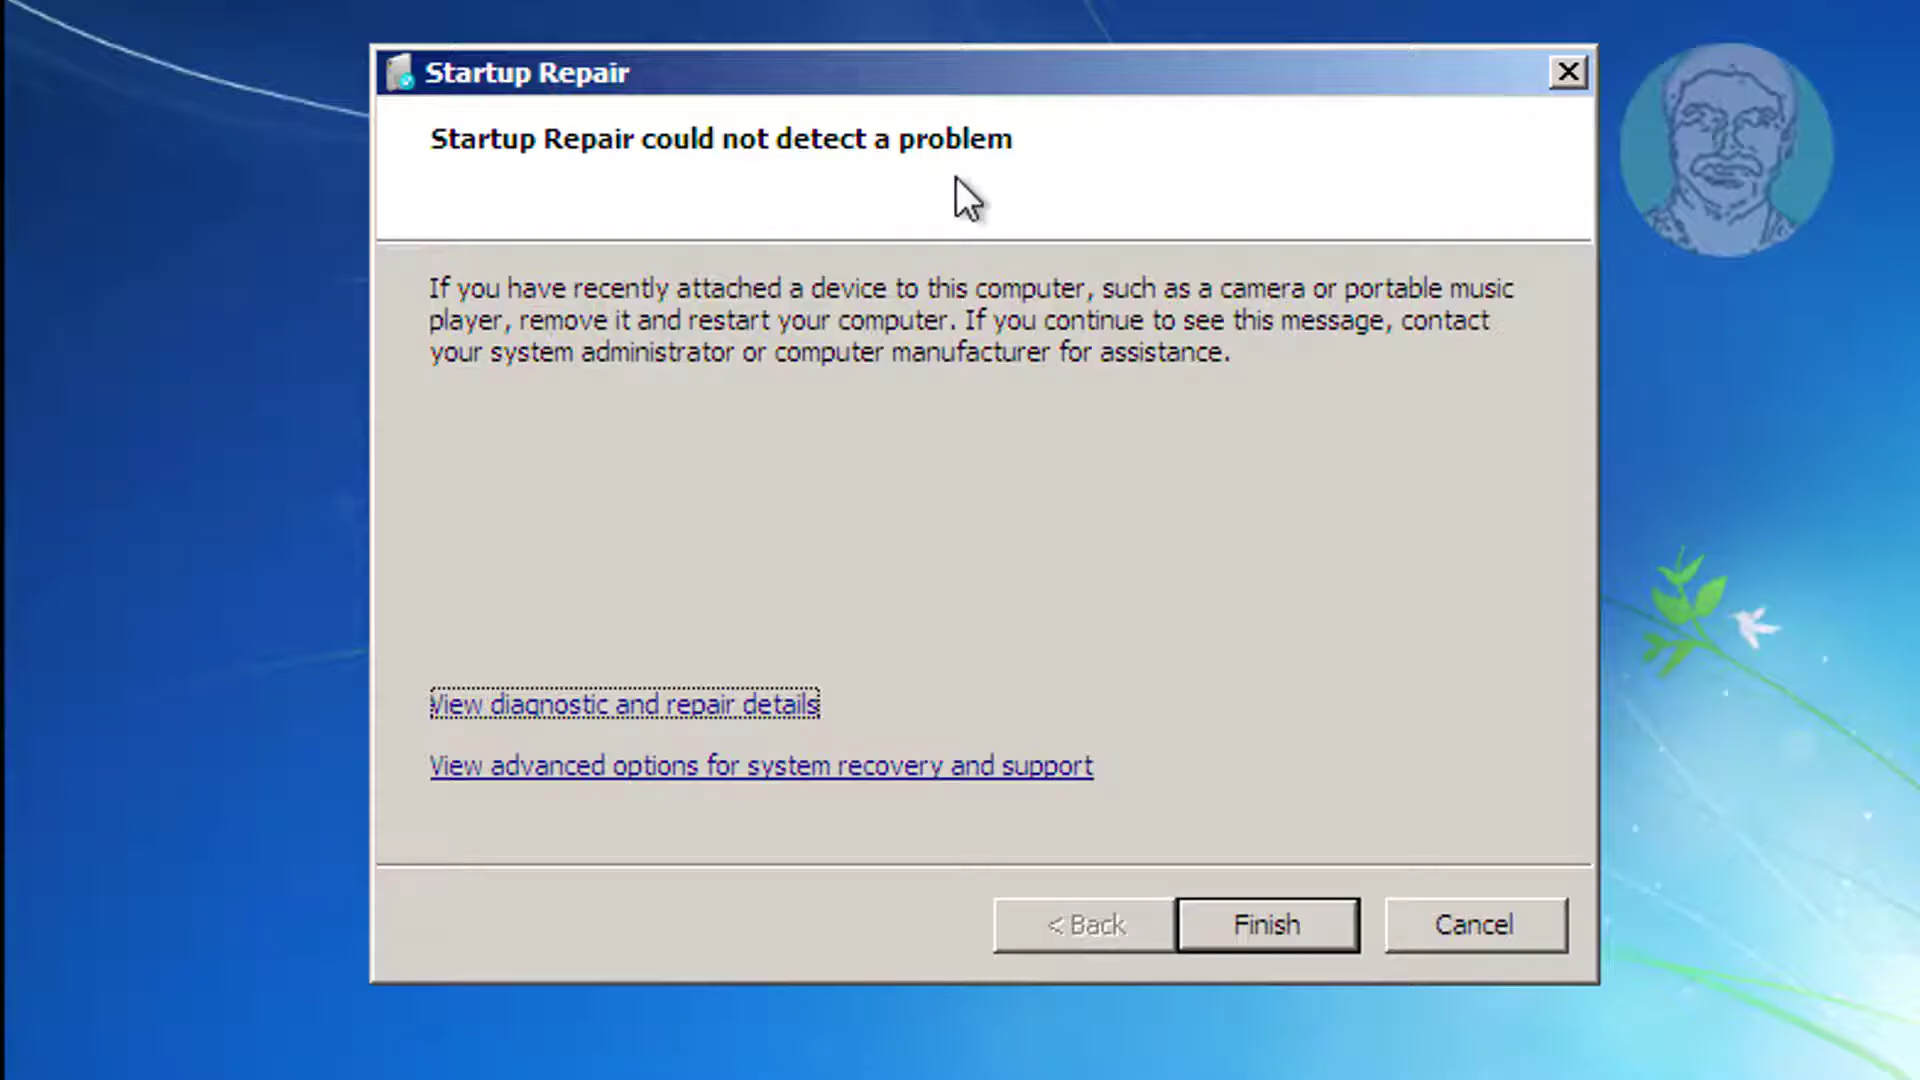 Startup Repair
Startup Repair could not detect a problem
If you have recently attached a device to this computer, such as a camera or portable music
player, remove it and restart your computer. If you continue to see this message, contact
your system administrator or computer manufacturer for assistance.
View diagnostic and repair details
View advanced options for system recovery and support
< Back
Finish
Cancel